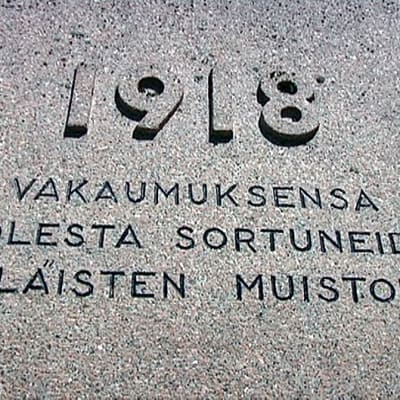 1918
VAKAUMUKSENSA
OLESTA SORTUNEID
LÄISTEN MUISTO